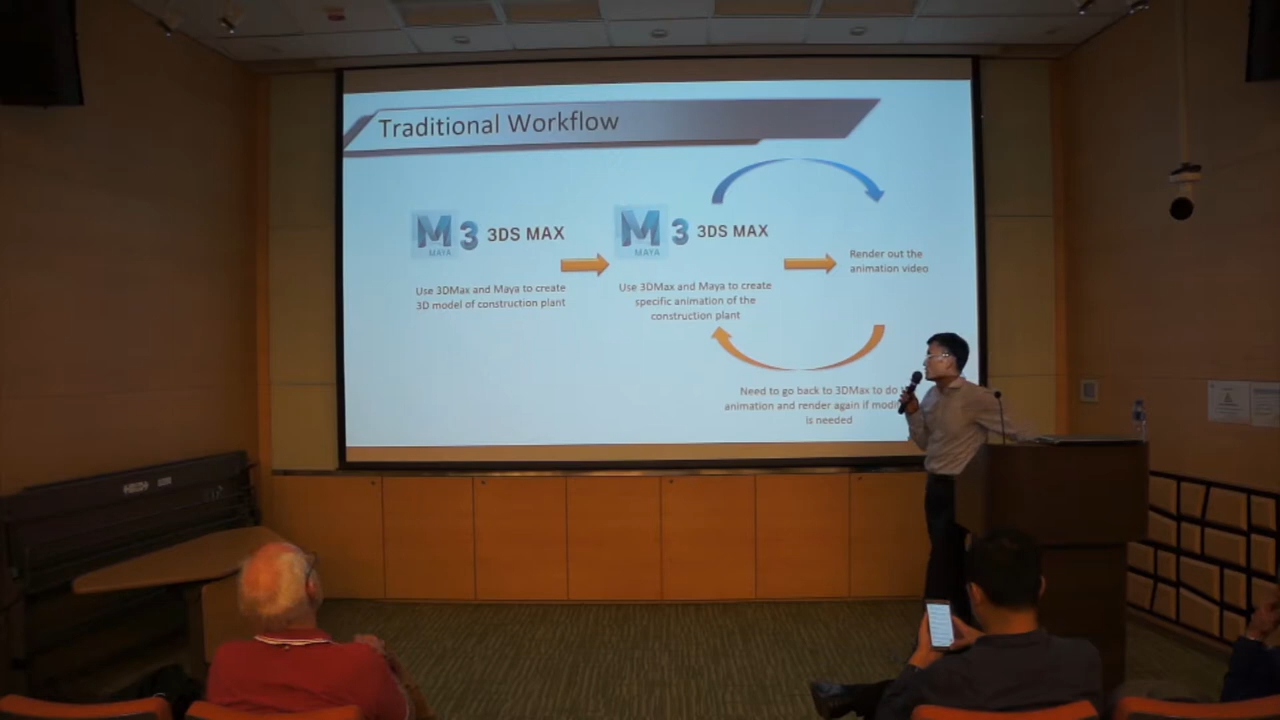 Traditional Workflow
M 3 3DS MAX
MAYA
M 3 3DS MAX
MAYA
Use 3DMax and Maya to create
3D model of construction plant
Use 3DMax and Maya to create
specific animation of the
construction plant
Render out the
animation video
Need to go back to 3DMax to do
animation and render again if
is needed